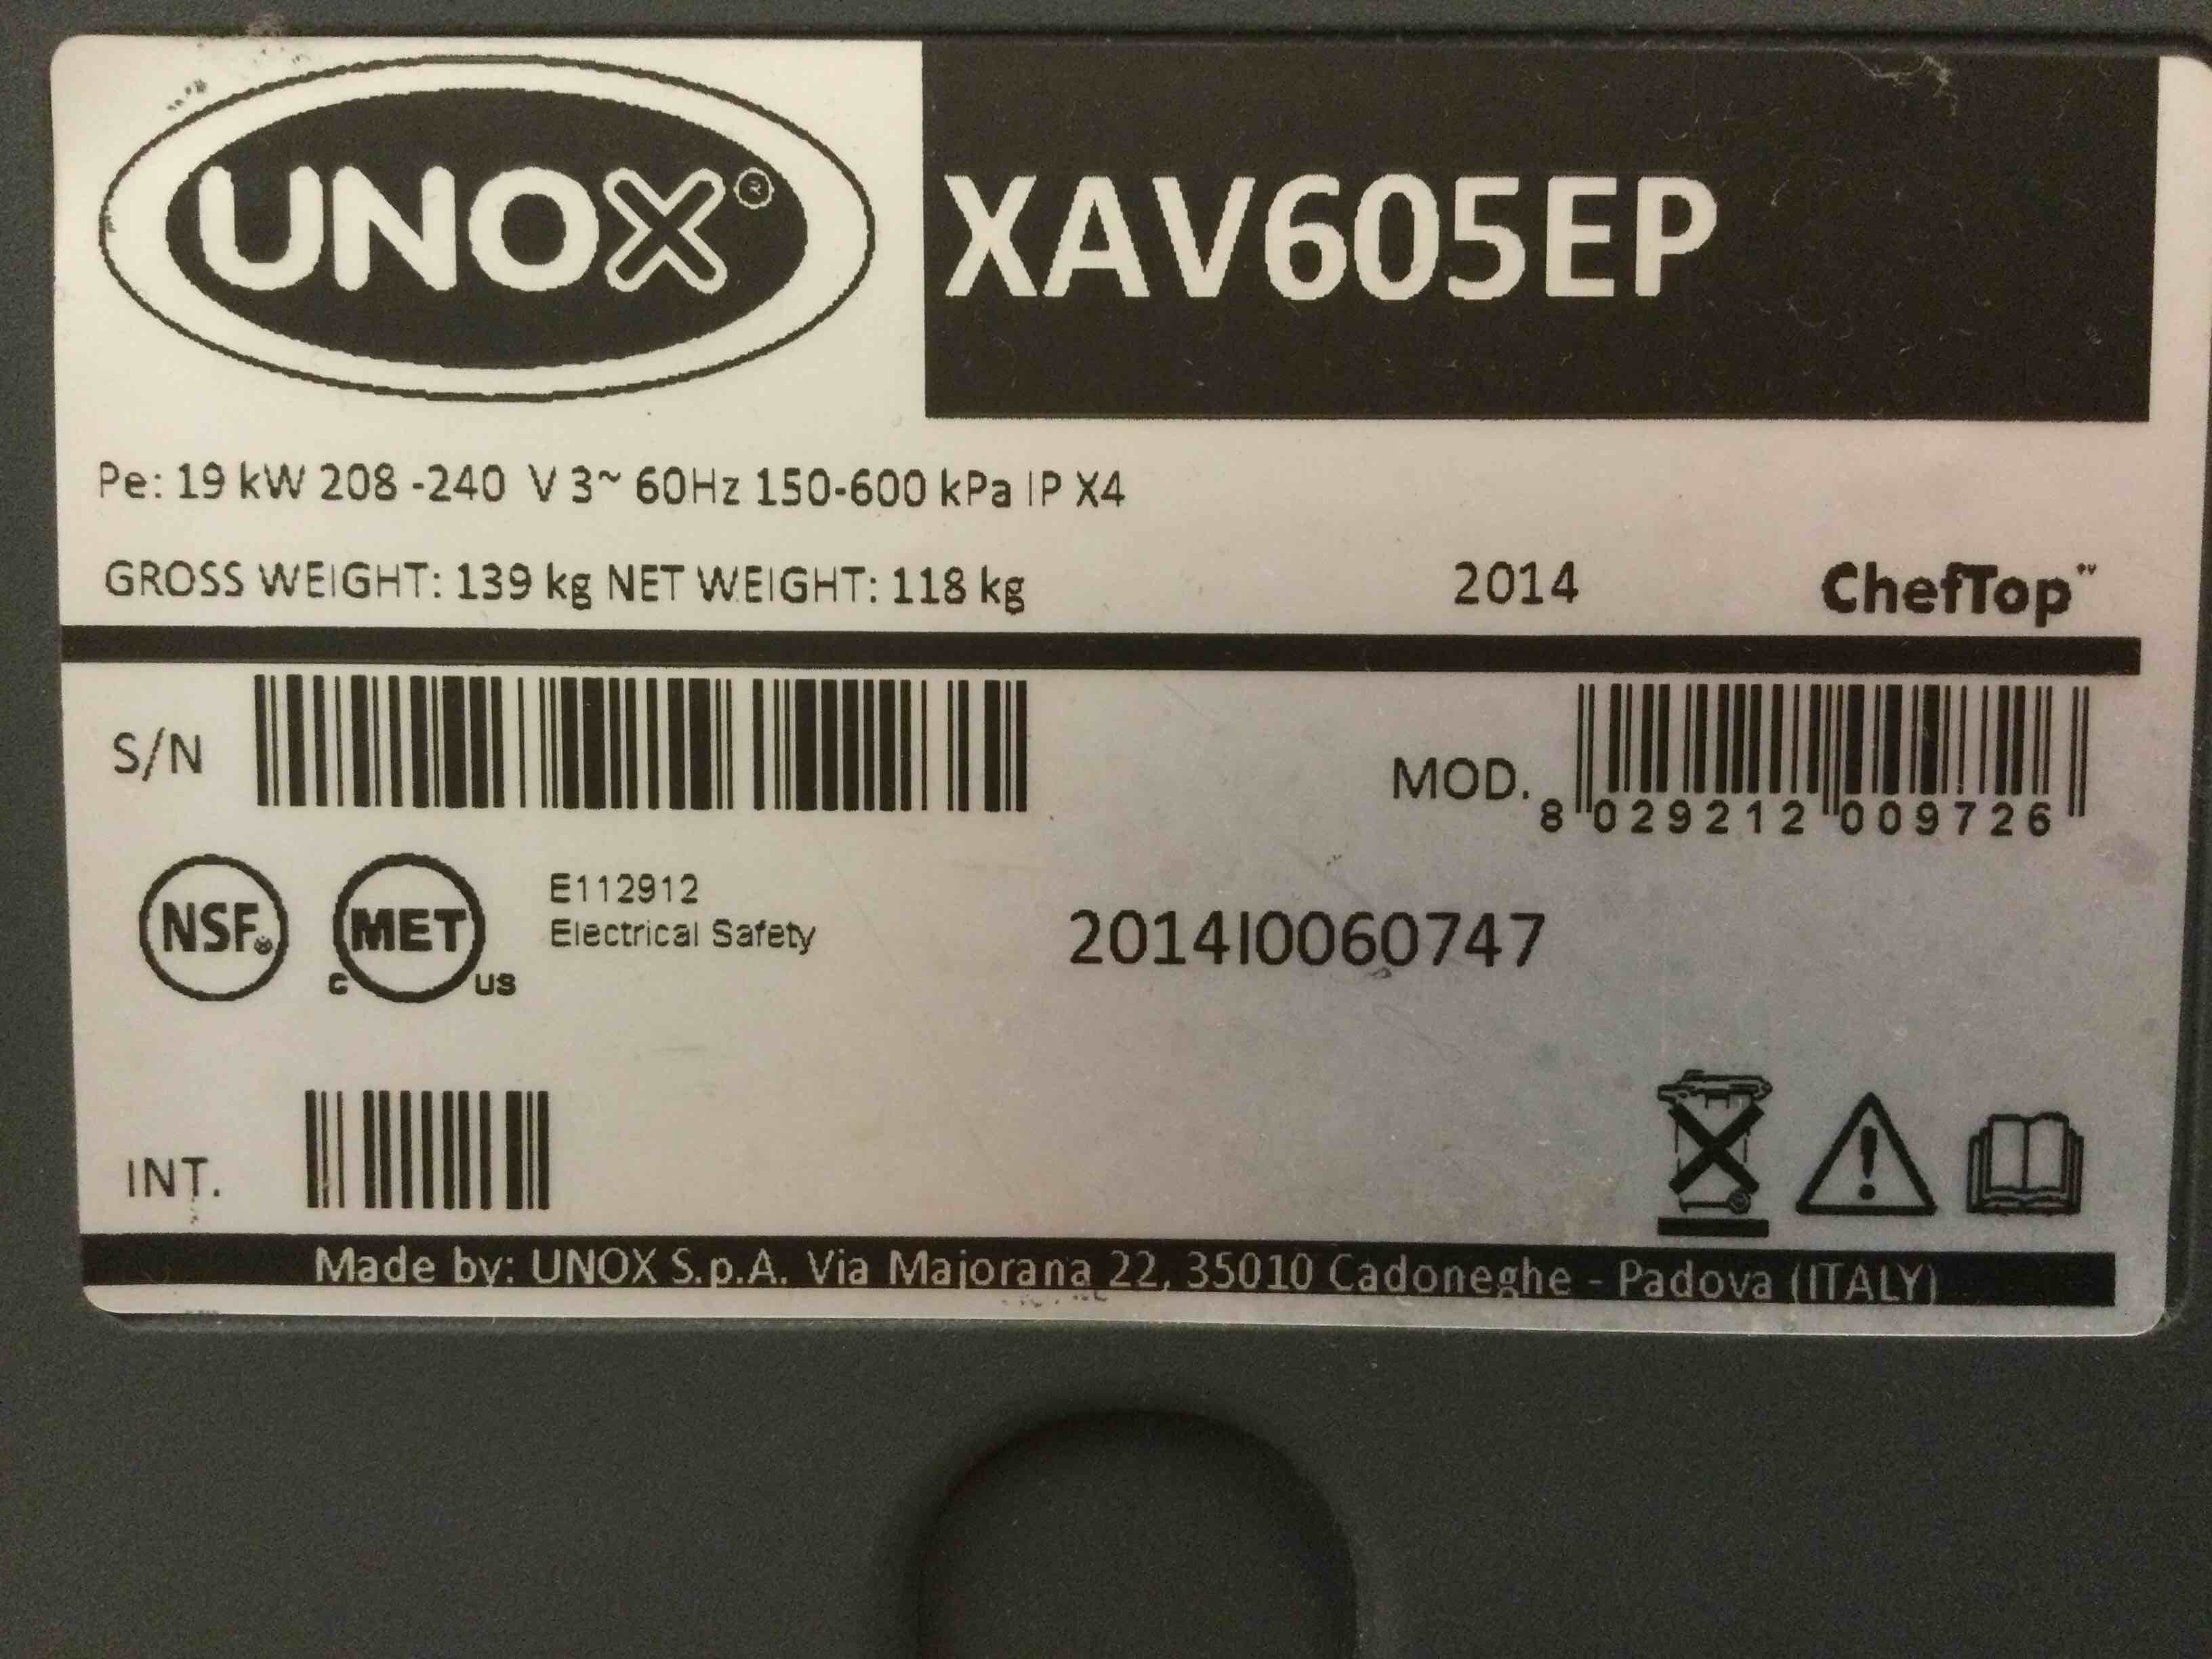 UNOX®
XAV605EP
Pe: 19 kW 208 -240 V 3~ 60Hz 150-600 kPa IP X4
GROSS WEIGHT: 139 kg NET WEIGHT: 118 kg
2014
ChefTop™
S/N
MOD.
8 029212 009726
NSF®
c MET US
E112912
Electrical Safety
2014I0060747
INT.
Made by: UNOX S.p.A. Via Majorana 22, 35010 Cadoneghe - Padova (ITALY)